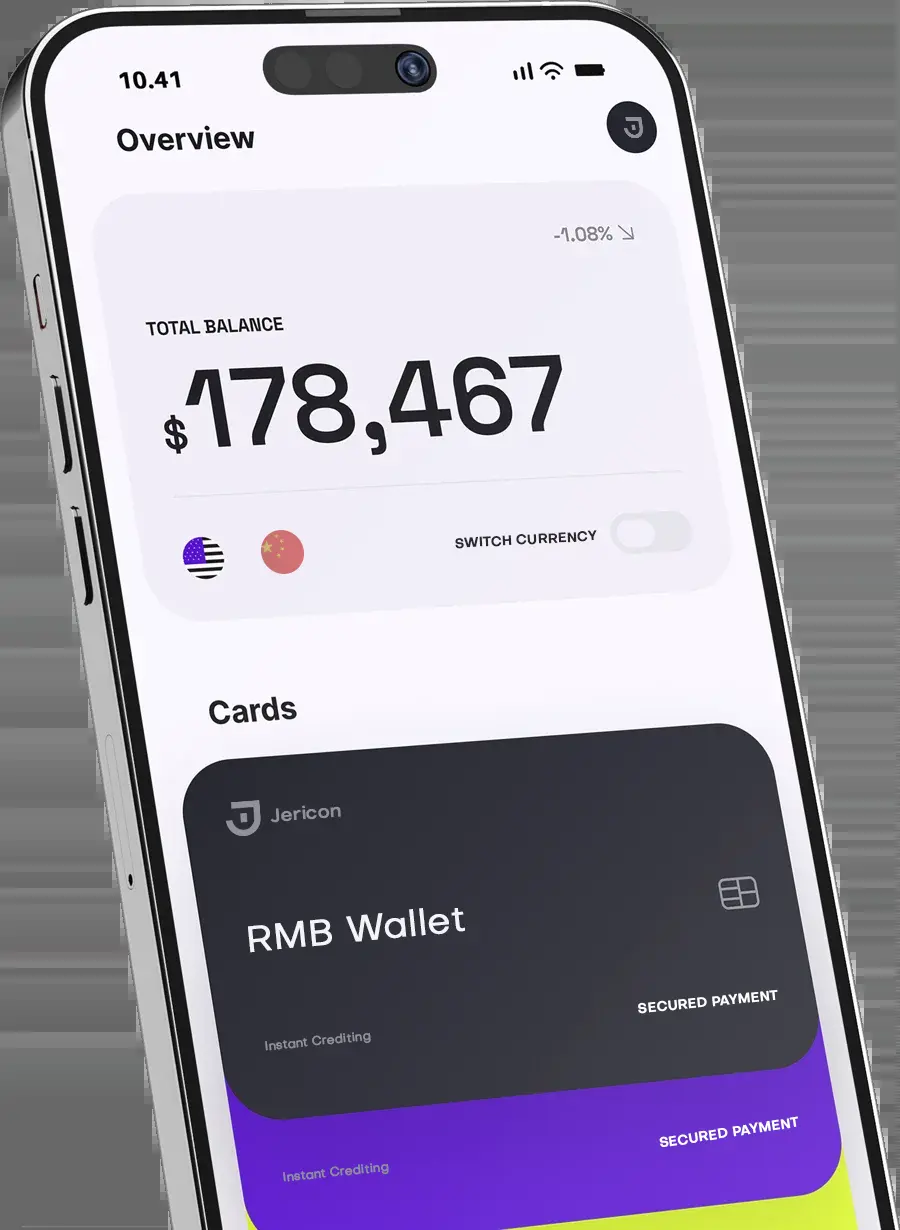 10.41
Overview
-1.08%
TOTAL BALANCE
$178,467
SWITCH CURRENCY
Cards
Jericon
RMB Wallet
SECURED PAYMENT
Instant Crediting
SECURED PAYMENT
Instant Crediting